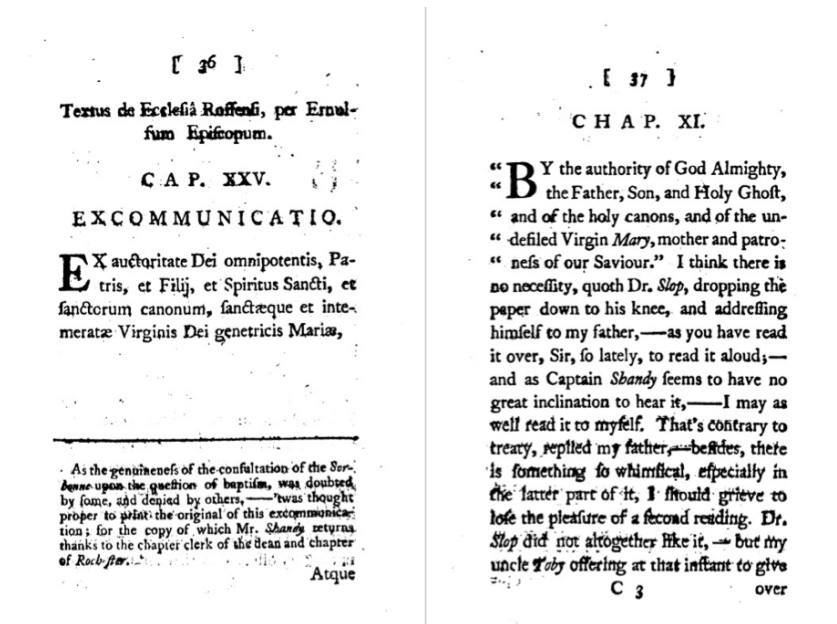 [ 36 ]
Textus de Ecclesiâ Roffenſi, per Ernul-
fum Epiſcopum.
C A P. XXV.
EXCOMMUNICATIO.
EX auctoritate Dei omnipotentis, Pa-
tris, et Filij, et Spiritus Sancti, et
ſanctorum canonum, ſanctæque et inte-
meratæ Virginis Dei genetricis Mariæ,
As the genuineneſs of the conſultation of the Sor-
bonne upon the queſtion of baptiſm, was doubted
by ſome, and denied by others,——'twas thought
proper to print the original of this excommunica-
tion; for the copy of which Mr. Shandy returns
thanks to the chapter clerk of the dean and chapter
of Rocheſter.
Atque
[ 37 ]
C H A P. XI.
“ BY the authority of God Almighty,
“ the Father, Son, and Holy Ghoſt,
“ and of the holy canons, and of the un-
“ defiled Virgin Mary, mother and patro-
“ neſs of our Saviour.” I think there is
no neceſſity, quoth Dr. Slop, dropping the
paper down to his knee, and addreſſing
himſelf to my father,——as you have read
it over, Sir, ſo lately, to read it aloud;—
and as Captain Shandy ſeems to have no
great inclination to hear it,——I may as
well read it to myſelf. That's contrary to
treaty, replied my father,—beſides, there
is ſomething ſo whimſical, eſpecially in
the latter part of it, I ſhould grieve to
loſe the pleaſure of a ſecond reading. Dr.
Slop did not altogether like it, — but my
uncle Toby offering at that inſtant to give
C 3 over